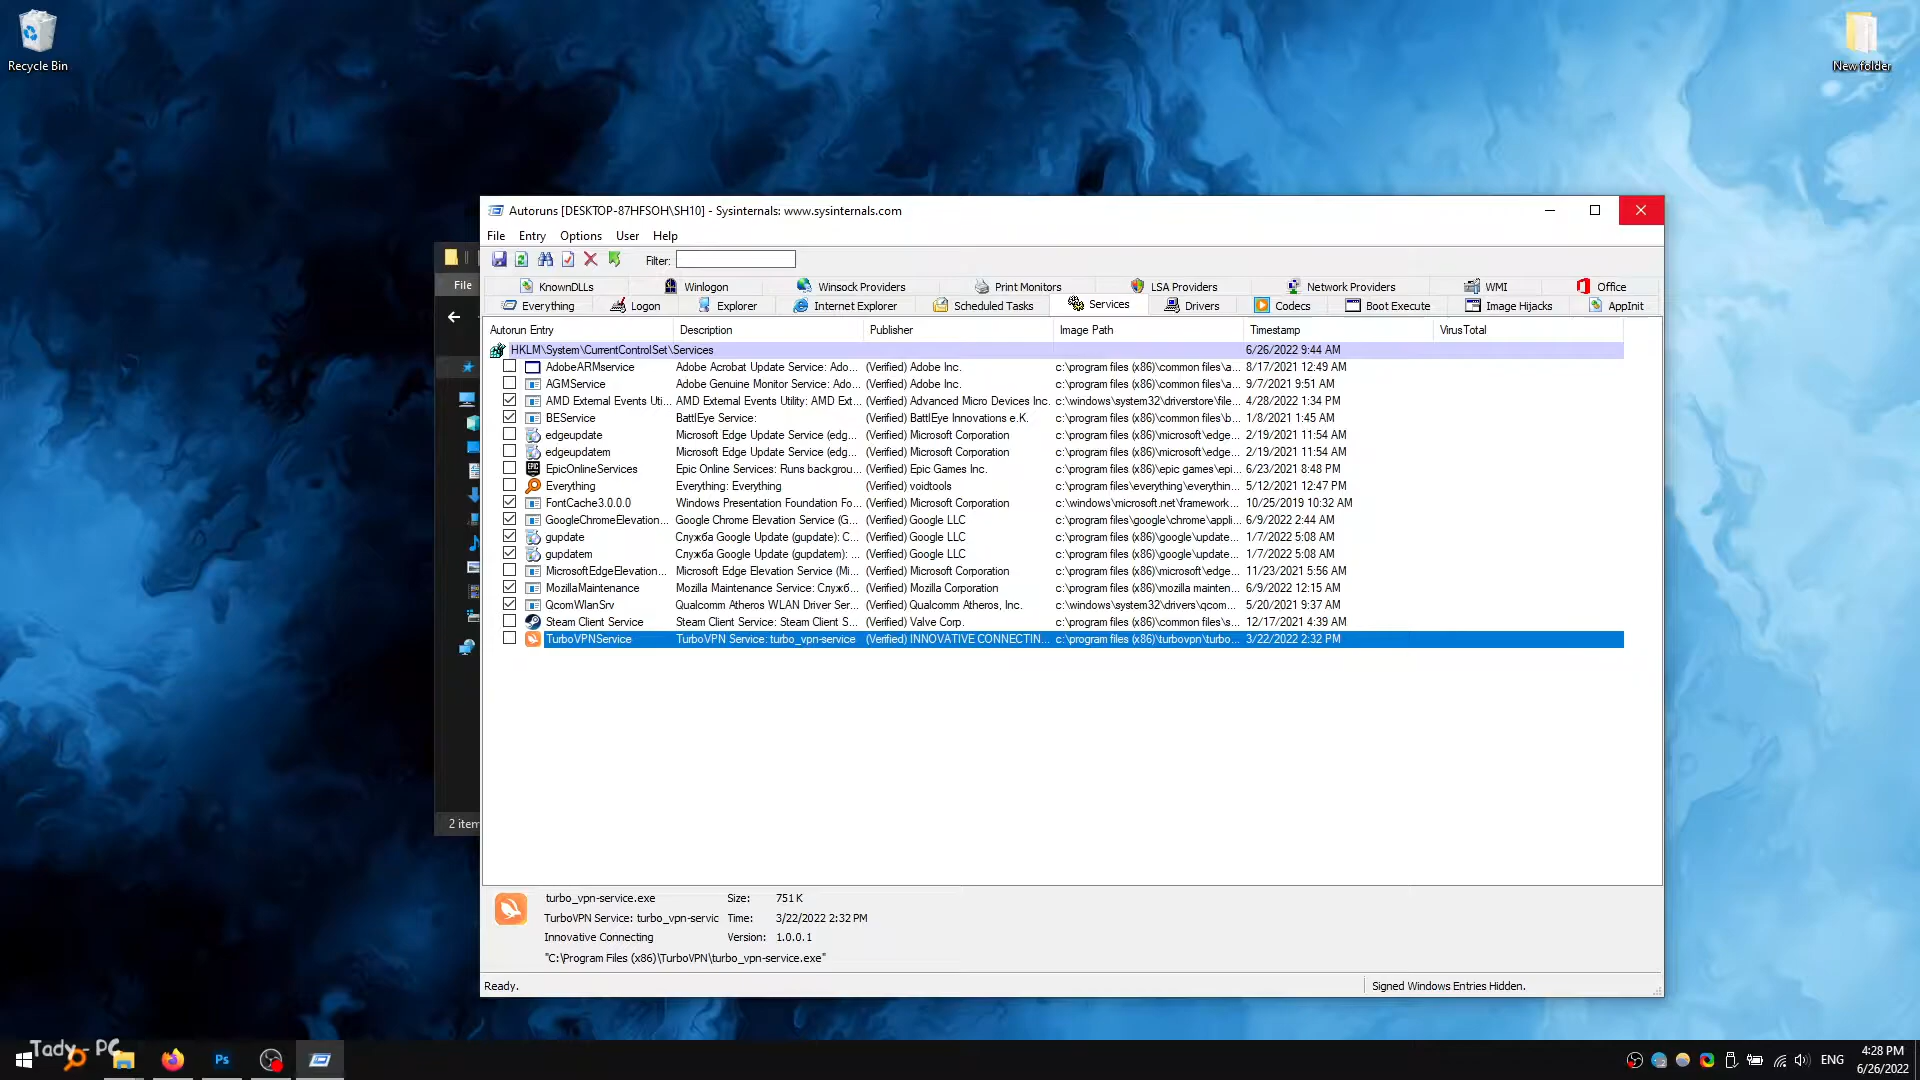 Recycle Bin
New folder
Autoruns [DESKTOP-87HFSOH\SH10] - Sysinternals: www.sysinternals.com
File Entry Options User Help
Filter:
File
KnownDLLs Winlogon Winsock Providers Print Monitors LSA Providers Network Providers WMI Office
Everything Logon Explorer Internet Explorer Scheduled Tasks Services Drivers Codecs Boot Execute Image Hijacks AppInit
Autorun Entry Description Publisher Image Path Timestamp VirusTotal
HKLM\System\CurrentControlSet\Services 6/26/2022 9:44 AM
AdobeARMservice Adobe Acrobat Update Service: Ado... (Verified) Adobe Inc. c:\program files (x86)\common files\a... 8/17/2021 12:49 AM
AGMService Adobe Genuine Monitor Service: Ado... (Verified) Adobe Inc. c:\program files (x86)\common files\a... 9/7/2021 9:51 AM
AMD External Events Uti... AMD External Events Utility: AMD Ext... (Verified) Advanced Micro Devices Inc. c:\windows\system32\driverstore\file... 4/28/2022 1:34 PM
BEService BattlEye Service: (Verified) BattlEye Innovations e.K. c:\program files (x86)\common files\b... 1/8/2021 1:45 AM
edgeupdate Microsoft Edge Update Service (edg... (Verified) Microsoft Corporation c:\program files (x86)\microsoft\edge... 2/19/2021 11:54 AM
edgeupdatem Microsoft Edge Update Service (edg... (Verified) Microsoft Corporation c:\program files (x86)\microsoft\edge... 2/19/2021 11:54 AM
EpicOnlineServices Epic Online Services: Runs backgrou... (Verified) Epic Games Inc. c:\program files (x86)\epic games\epi... 6/23/2021 8:48 PM
Everything Everything: Everything (Verified) voidtools c:\program files\everything\everythin... 5/12/2021 12:47 PM
FontCache3.0.0.0 Windows Presentation Foundation Fo... (Verified) Microsoft Corporation c:\windows\microsoft.net\framework... 10/25/2019 10:32 AM
GoogleChromeElevation... Google Chrome Elevation Service (G... (Verified) Google LLC c:\program files\google\chrome\appli... 6/9/2022 2:44 AM
gupdate Служба Google Update (gupdate): С... (Verified) Google LLC c:\program files (x86)\google\update... 1/7/2022 5:08 AM
gupdatem Служба Google Update (gupdatem): ... (Verified) Google LLC c:\program files (x86)\google\update... 1/7/2022 5:08 AM
MicrosoftEdgeElevation... Microsoft Edge Elevation Service (Mi... (Verified) Microsoft Corporation c:\program files (x86)\microsoft\edge... 11/23/2021 5:56 AM
MozillaMaintenance Mozilla Maintenance Service: Служб... (Verified) Mozilla Corporation c:\program files (x86)\mozilla mainten... 6/9/2022 12:15 AM
QcomWlanSrv Qualcomm Atheros WLAN Driver Ser... (Verified) Qualcomm Atheros, Inc. c:\windows\system32\drivers\qcom... 5/20/2021 9:37 AM
Steam Client Service Steam Client Service: Steam Client S... (Verified) Valve Corp. c:\program files (x86)\common files\s... 12/17/2021 4:39 AM
TurboVPNService TurboVPN Service: turbo_vpn-service (Verified) INNOVATIVE CONNECTIN... c:\program files (x86)\turbovpn\turbo... 3/22/2022 2:32 PM
2 item
turbo_vpn-service.exe Size: 751 K
TurboVPN Service: turbo_vpn-servic Time: 3/22/2022 2:32 PM
Innovative Connecting Version: 1.0.0.1
"C:\Program Files (x86)\TurboVPN\turbo_vpn-service.exe"
Ready. Signed Windows Entries Hidden.
Tady - PC
Ps
ENG
4:28 PM
6/26/2022